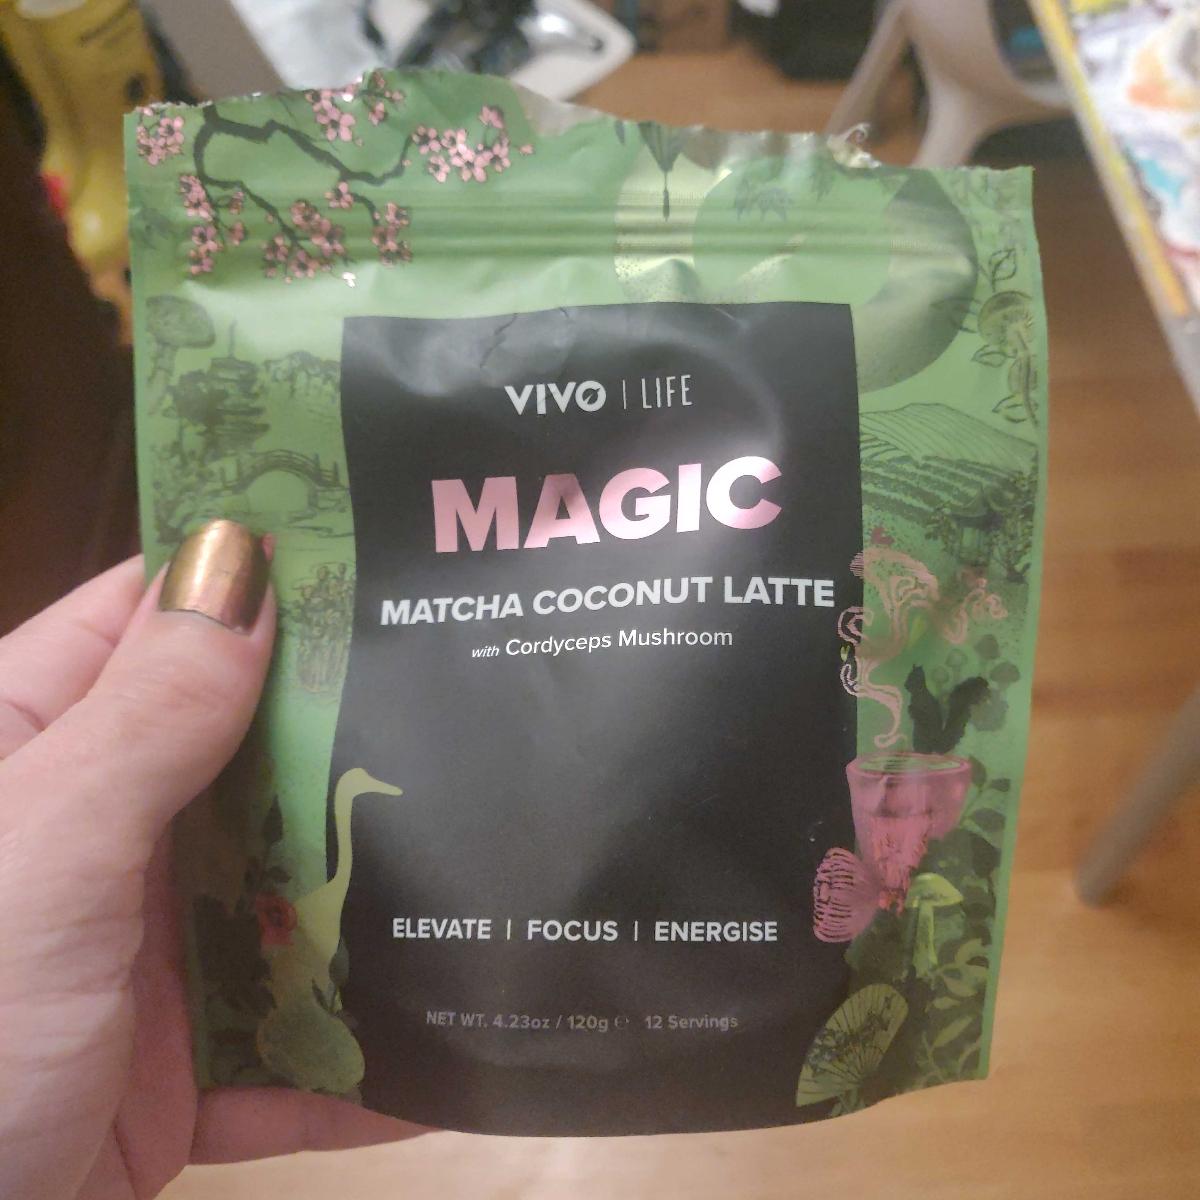 VIVO | LIFE
MAGIC
MATCHA COCONUT LATTE
with Cordyceps Mushroom
ELEVATE | FOCUS | ENERGISE
NET WT. 4.23oz / 120g ℮ 12 Servings